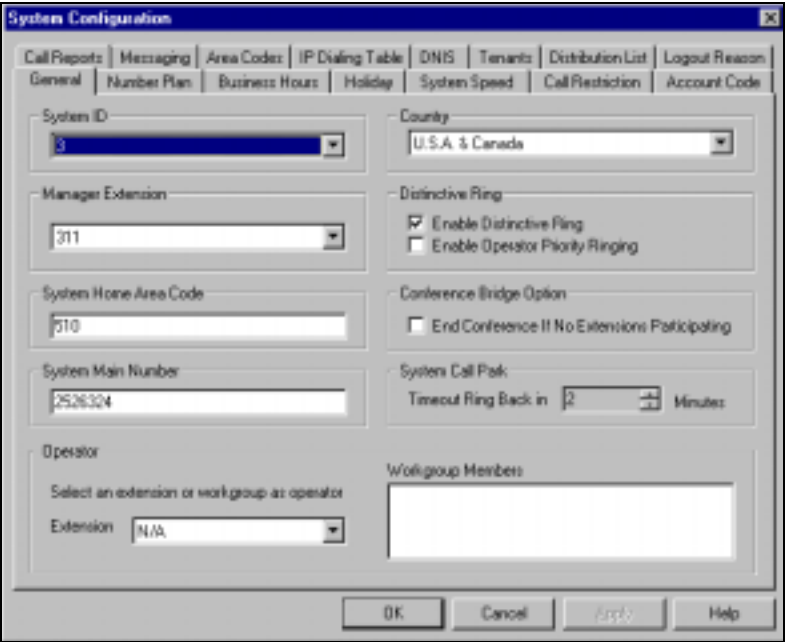 System Configuration
Call Reports Messaging Area Codes IP Dialing Table DNIS Tenants Distribution List Logout Reason
General Number Plan Business Hours Holiday System Speed Call Restriction Account Code
System ID
3
Country
U.S.A. & Canada
Manager Extension
311
Distinctive Ring
Enable Distinctive Ring
Enable Operator Priority Ringing
System Home Area Code
510
Conference Bridge Option
End Conference If No Extensions Participating
System Main Number
2526324
System Call Park
Timeout Ring Back in 2 Minutes
Operator
Select an extension or workgroup as operator
Extension N/A
Workgroup Members
OK Cancel Apply Help